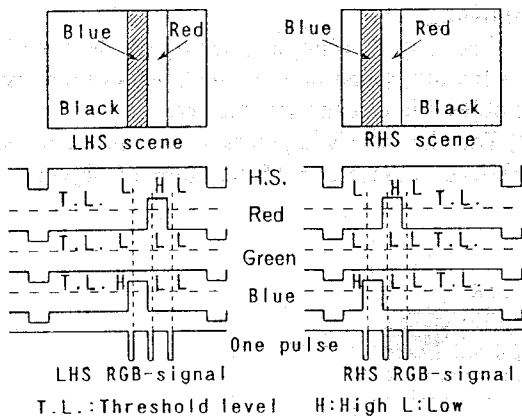 Blue Red Blue Red
Black Black
LHS scene RHS scene
L H L H.S. L H L
T.L. Red T.L.
T.L. L L L Green L L L T.L.
T.L. H L L Blue H L L T.L.
One pulse
LHS RGB-signal RHS RGB-signal
T.L.:Threshold level H:High L:Low